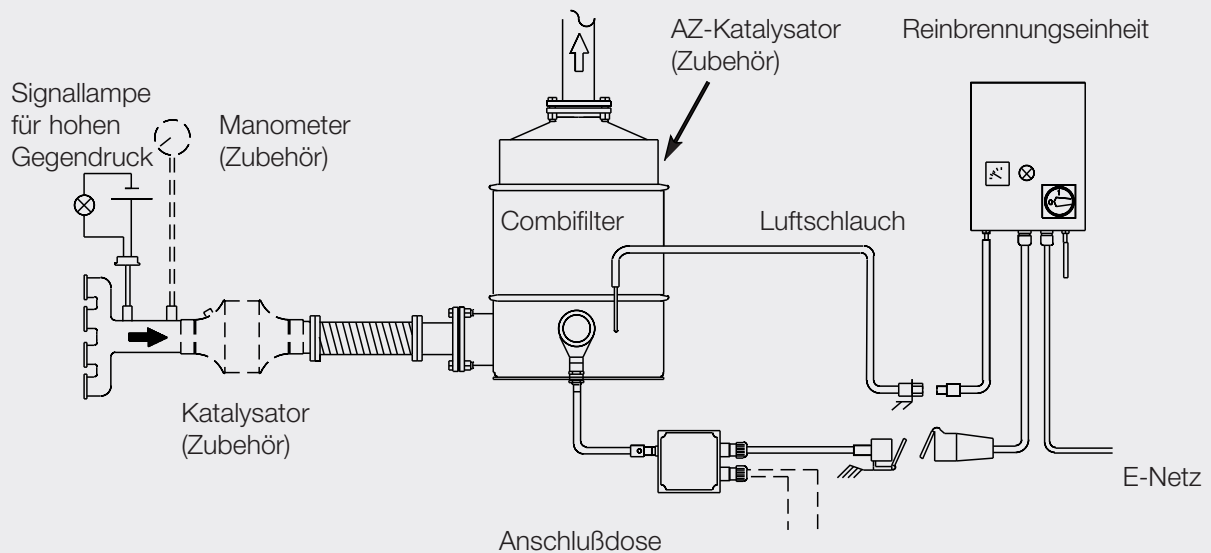 AZ-Katalysator
(Zubehör)
Reinbrennungseinheit
Signallampe
für hohen
Gegendruck
Manometer
(Zubehör)
Combifilter
Luftschlauch
Katalysator
(Zubehör)
E-Netz
Anschlußdose